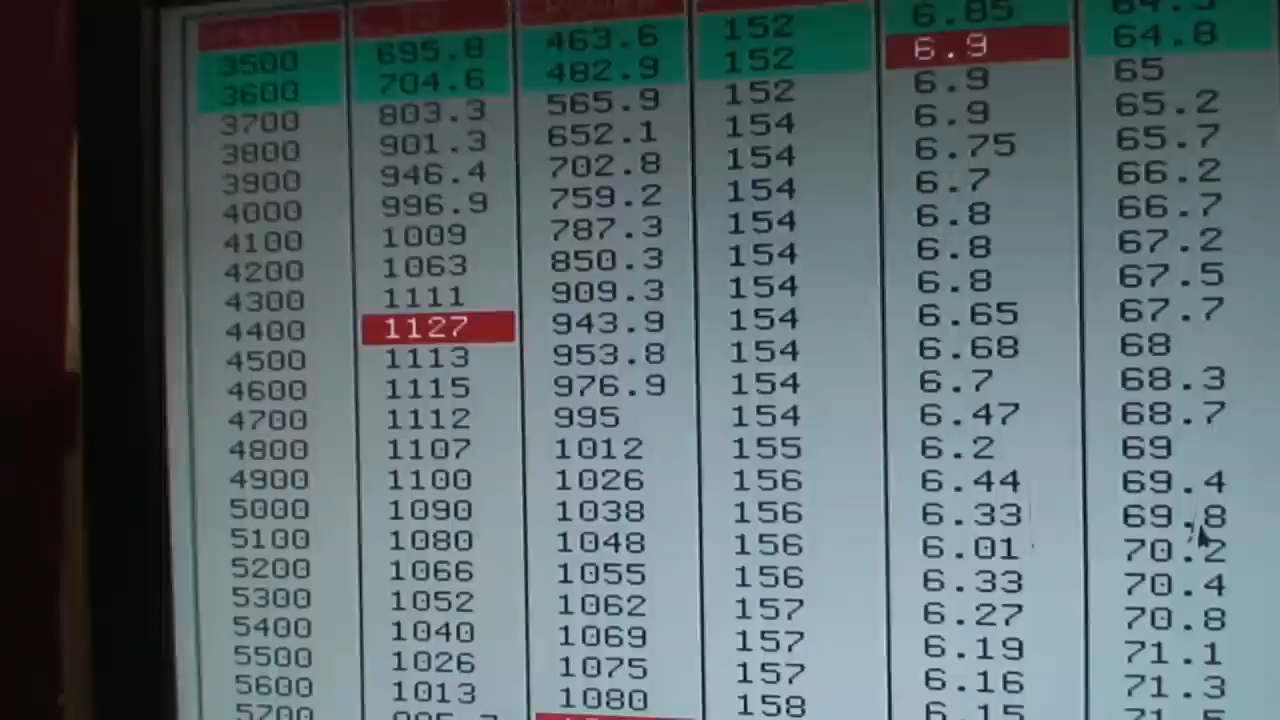 3500 695.8 463.6 152 6.85
3600 704.6 482.9 152 6.9 64.8
3700 803.3 565.9 152 6.9 65
3800 901.3 652.1 154 6.9 65.2
3900 946.4 702.8 154 6.75 65.7
4000 996.9 759.2 154 6.7 66.2
4100 1009 787.3 154 6.8 66.7
4200 1063 850.3 154 6.8 67.2
4300 1111 909.3 154 6.8 67.5
4400 1127 943.9 154 6.65 67.7
4500 1113 953.8 154 6.68 68
4600 1115 976.9 154 6.7 68.3
4700 1112 995 154 6.47 68.7
4800 1107 1012 155 6.2 69
4900 1100 1026 156 6.44 69.4
5000 1090 1038 156 6.33 69.8
5100 1080 1048 156 6.01 70.2
5200 1066 1055 156 6.33 70.4
5300 1052 1062 157 6.27 70.8
5400 1040 1069 157 6.19 71.1
5500 1026 1075 157 6.16 71.3
5600 1013 1080 158 6.15
5700